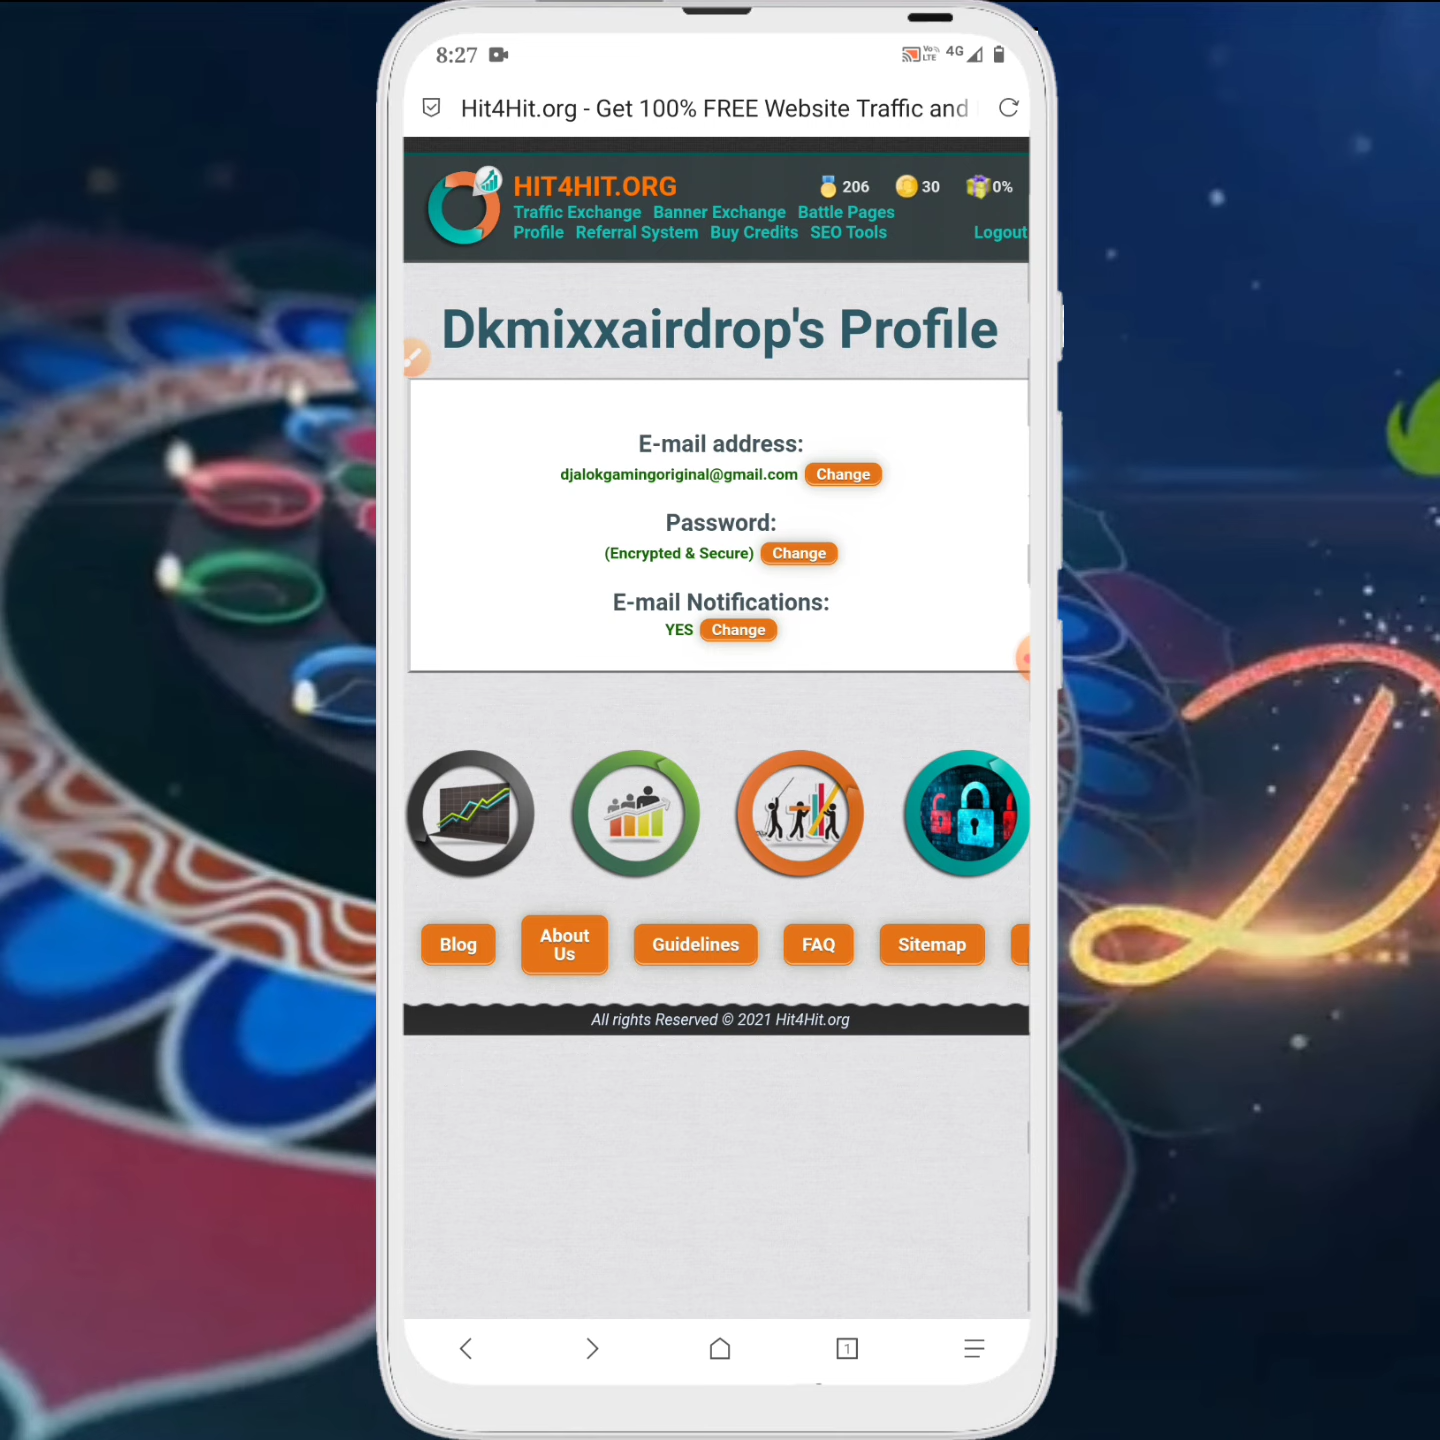 8:27
Vo LTE 4G
Hit4Hit.org - Get 100% FREE Website Traffic and
HIT4HIT.ORG 206 30 0%
Traffic Exchange Banner Exchange Battle Pages
Profile Referral System Buy Credits SEO Tools Logout
Dkmixxairdrop's Profile
E-mail address:
djalokgamingoriginal@gmail.com Change
Password:
(Encrypted & Secure) Change
E-mail Notifications:
YES Change
Blog About Us Guidelines FAQ Sitemap
All rights Reserved © 2021 Hit4Hit.org
1
D